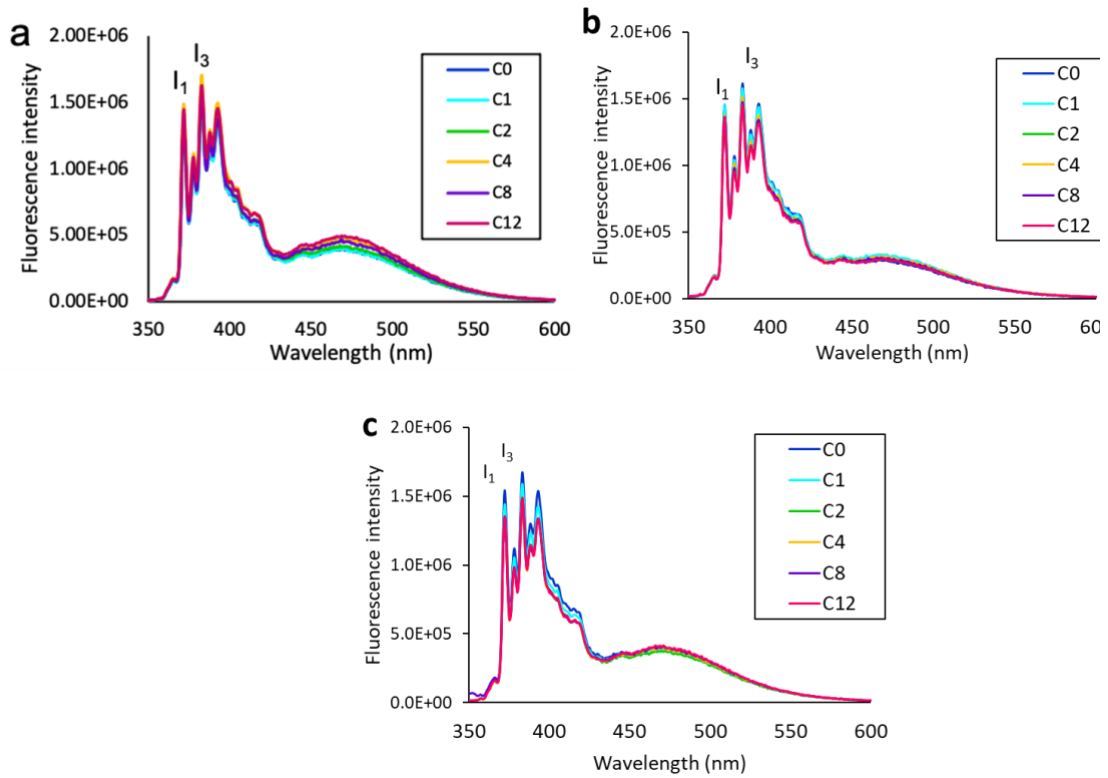 a
Fluorescence intensity
2.00E+06
1.50E+06
1.00E+06
5.00E+05
0.00E+00
I1
I3
C0
C1
C2
C4
C8
C12
350 400 450 500 550 600
Wavelength (nm)
b
Fluorescence intensity
2.0E+06
1.5E+06
1.0E+06
5.0E+05
0.0E+00
I1
I3
C0
C1
C2
C4
C8
C12
350 400 450 500 550 600
Wavelength (nm)
c
Fluorescence intensity
2.0E+06
1.5E+06
1.0E+06
5.0E+05
0.0E+00
I1
I3
C0
C1
C2
C4
C8
C12
350 400 450 500 550 600
Wavelength (nm)